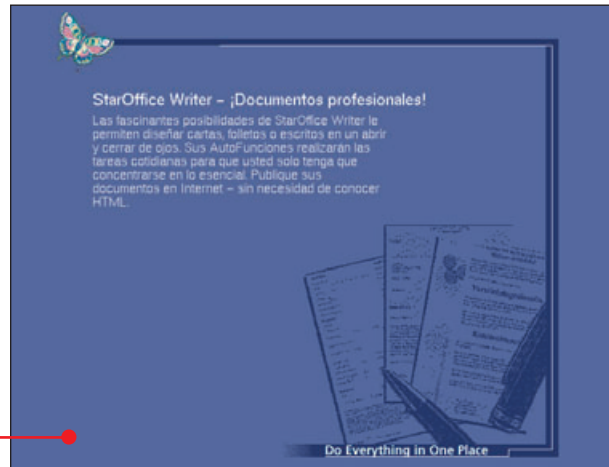 StarOffice Writer – ¡Documentos profesionales!
Las fascinantes posibilidades de StarOffice Writer le
permiten diseñar cartas, folletos o escritos en un abrir
y cerrar de ojos. Sus AutoFunciones realizarán las
tareas cotidianas para que usted solo tenga que
concentrarse en lo esencial. Publique sus
documentos en Internet – sin necesidad de conocer
HTML.
Do Everything in One Place